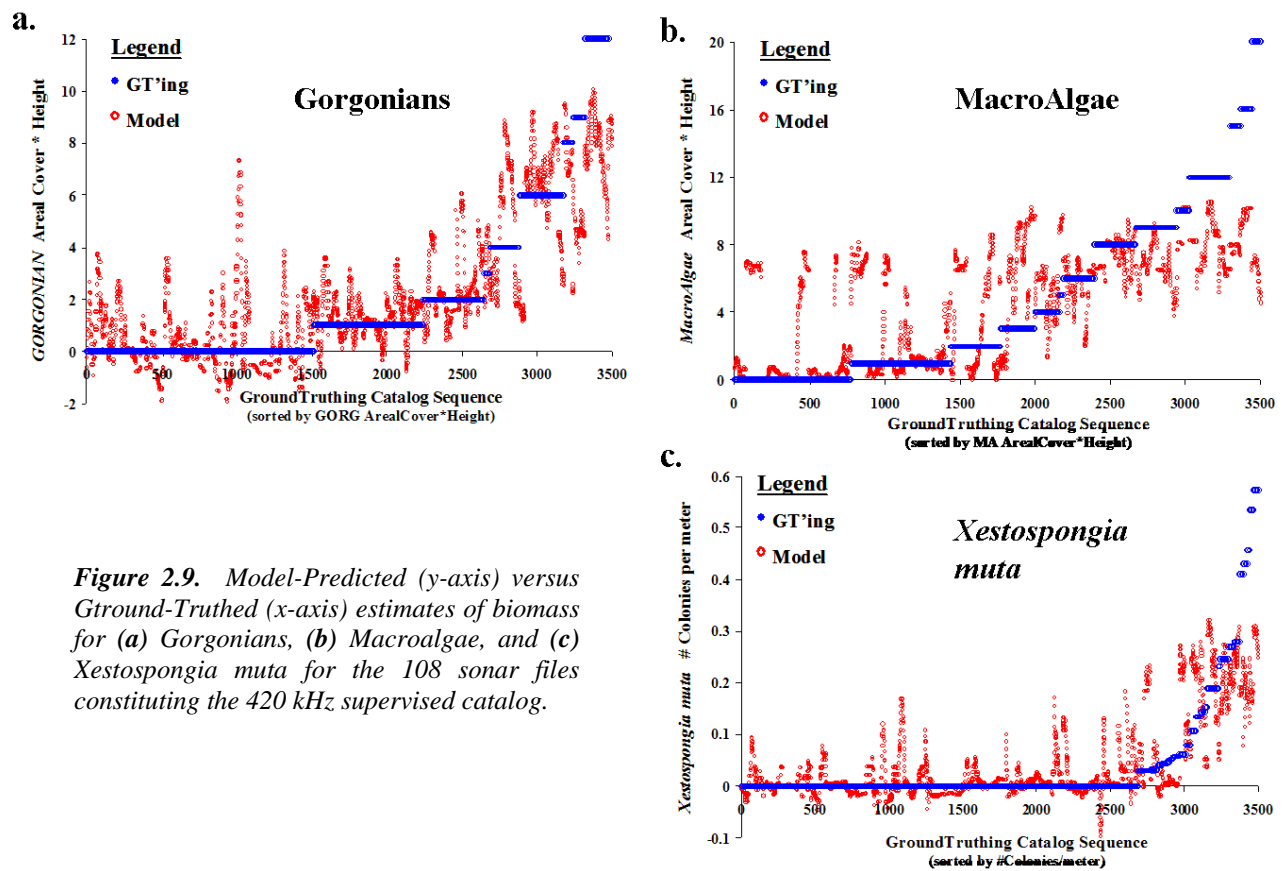 a.
Legend
GT'ing
Model
Gorgonians
GORGONIAN Areal Cover * Height
12
10
8
6
4
2
0
-2
0 500 1000 1500 2000 2500 3000 3500
GroundTruthing Catalog Sequence
(sorted by GORG ArealCover*Height)
b.
Legend
GT'ing
Model
MacroAlgae
MacroAlgae Areal Cover * Height
20
16
12
8
4
0
0 500 1000 1500 2000 2500 3000 3500
GroundTruthing Catalog Sequence
(sorted by MA ArealCover*Height)
c.
Legend
GT'ing
Model
Xestospongia
muta
Xestospongia muta # Colonies per meter
0.6
0.5
0.4
0.3
0.2
0.1
0
-0.1
0 500 1000 1500 2000 2500 3000 3500
GroundTruthing Catalog Sequence
(sorted by #Colonies/meter)
Figure 2.9. Model-Predicted (y-axis) versus
Gtround-Truthed (x-axis) estimates of biomass
for (a) Gorgonians, (b) Macroalgae, and (c)
Xestospongia muta for the 108 sonar files
constituting the 420 kHz supervised catalog.